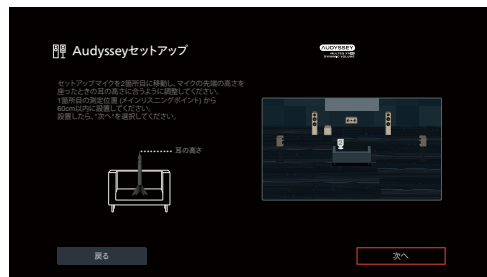 Audysseyセットアップ
AUDYSSEY
DYNAMIC VOLUME
セットアップマイクを2箇所目に移動し、マイクの先端の高さを
座ったときの耳の高さに合うように調整してください。
1箇所目の測定位置 (メインリスニングポイント) から
60cm以内に設置してください。
設置したら、"次へ"を選択してください。
耳の高さ
戻る
次へ